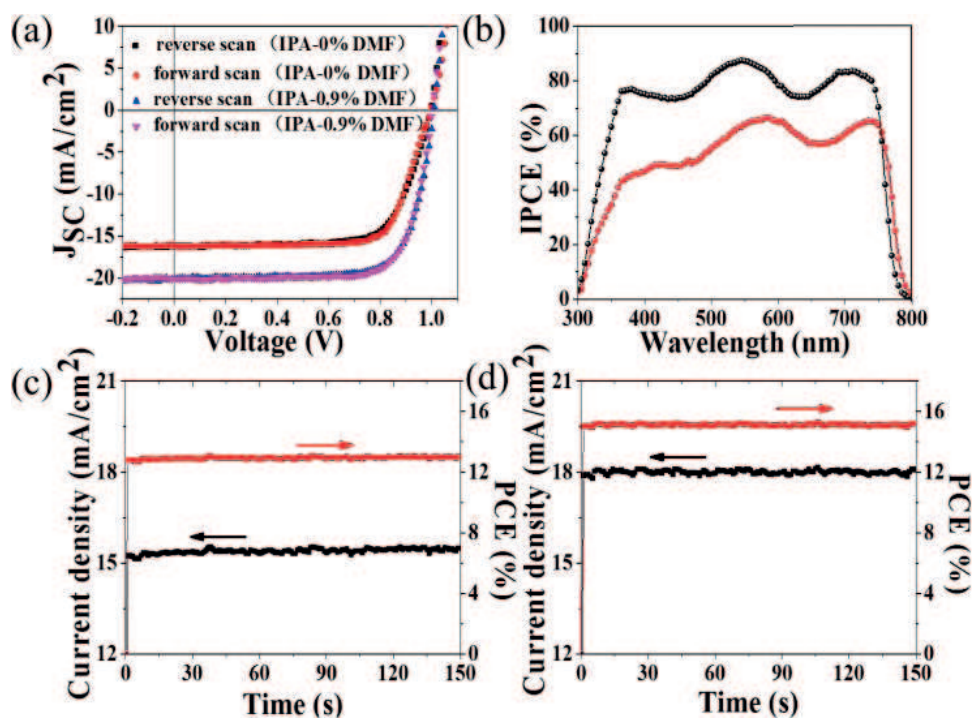 (a)
10
5
0
-5
-10
-15
-20
J_SC (mA/cm²)
reverse scan （IPA-0% DMF）
forward scan （IPA-0% DMF）
reverse scan （IPA-0.9% DMF）
forward scan （IPA-0.9% DMF）
-0.2 0.0 0.2 0.4 0.6 0.8 1.0
Voltage (V)
(b)
100
80
60
40
20
0
IPCE (%)
300 400 500 600 700 800
Wavelength (nm)
(c)
21
18
15
12
Current density (mA/cm²)
16
12
8
4
0
PCE (%)
0 30 60 90 120 150
Time (s)
(d)
21
18
15
12
Current density (mA/cm²)
16
12
8
4
0
PCE (%)
0 30 60 90 120 150
Time (s)